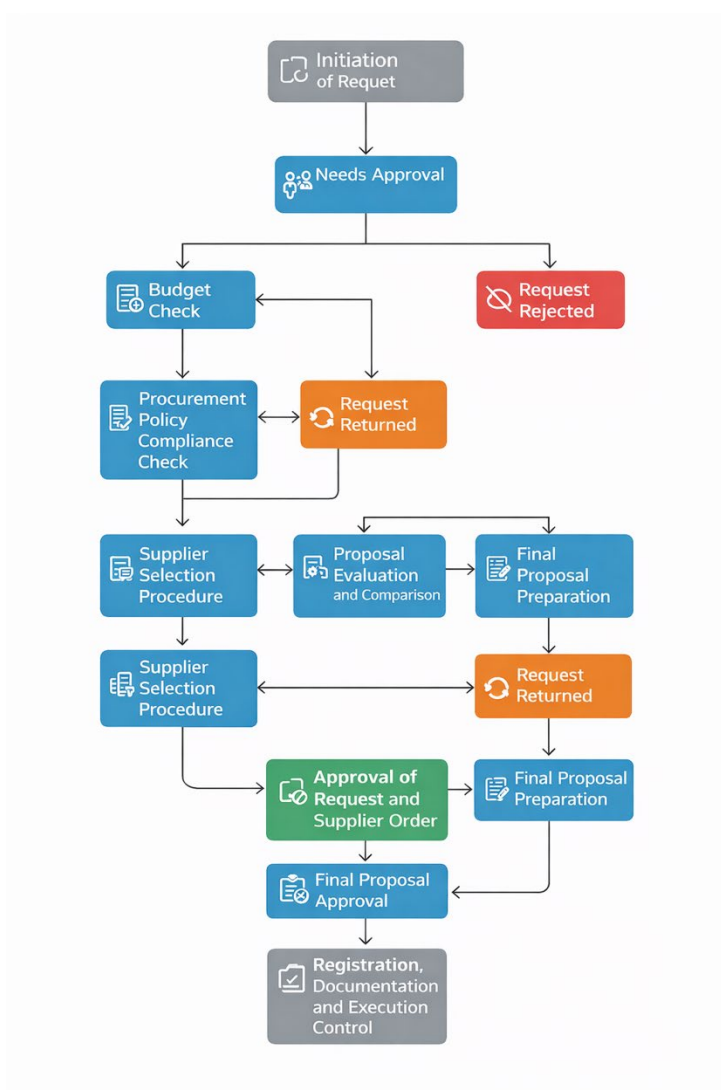 Initiation
of Requet
Needs Approval
Budget
Check
Request
Rejected
Procurement
Policy
Compliance
Check
Request
Returned
Supplier
Selection
Procedure
Proposal
Evaluation
and Comparison
Final
Proposal
Preparation
Supplier
Selection
Procedure
Request
Returned
Approval of
Request and
Supplier Order
Final Proposal
Preparation
Final Proposal
Approval
Registration,
Documentation
and Execution
Control